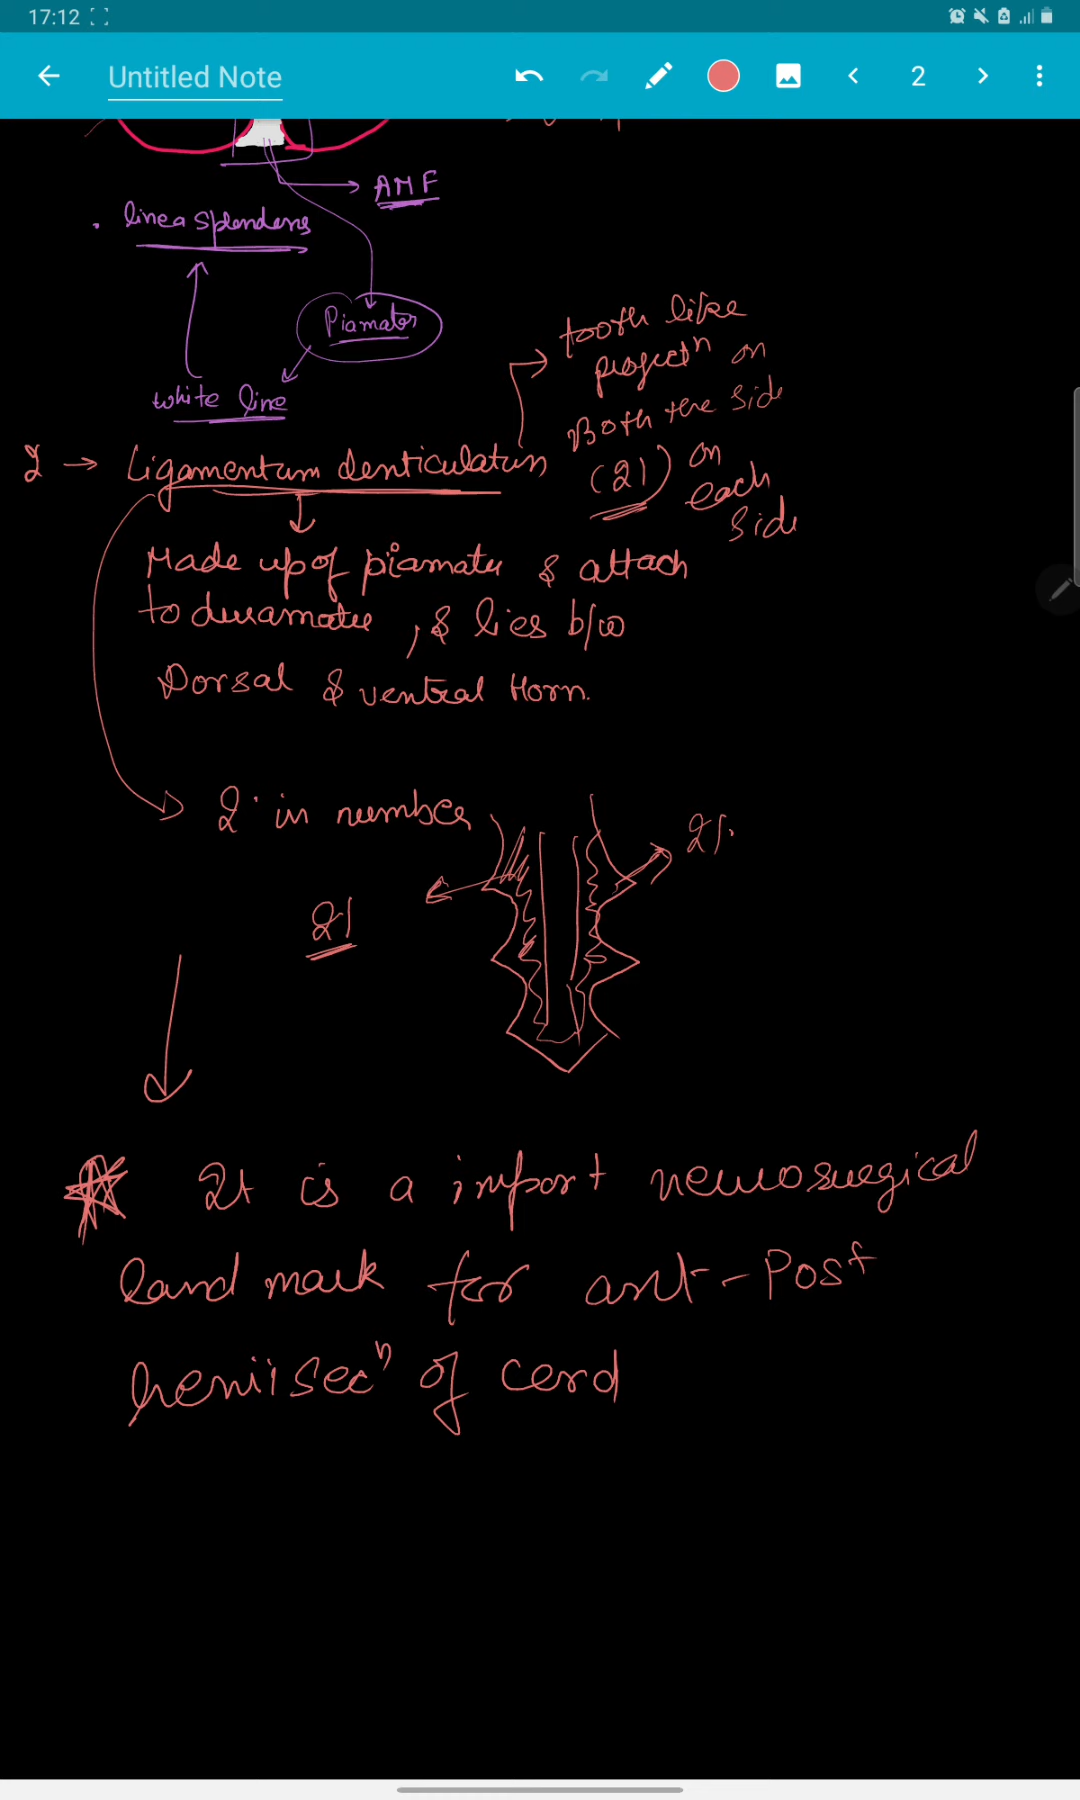 17:12
Untitled Note
2
AMF
linea splendens
Piamater
white line
tooth like
project^n on
Both the side
(21) on
each
side
2 → Ligamentum denticulatum
Made up of piamater & attach
to duramater, & lies b/w
Dorsal & ventral Horn.
2 in number
21
21
It is a import neurosurgical
land mark for ant-Post
hemisec^n of cord